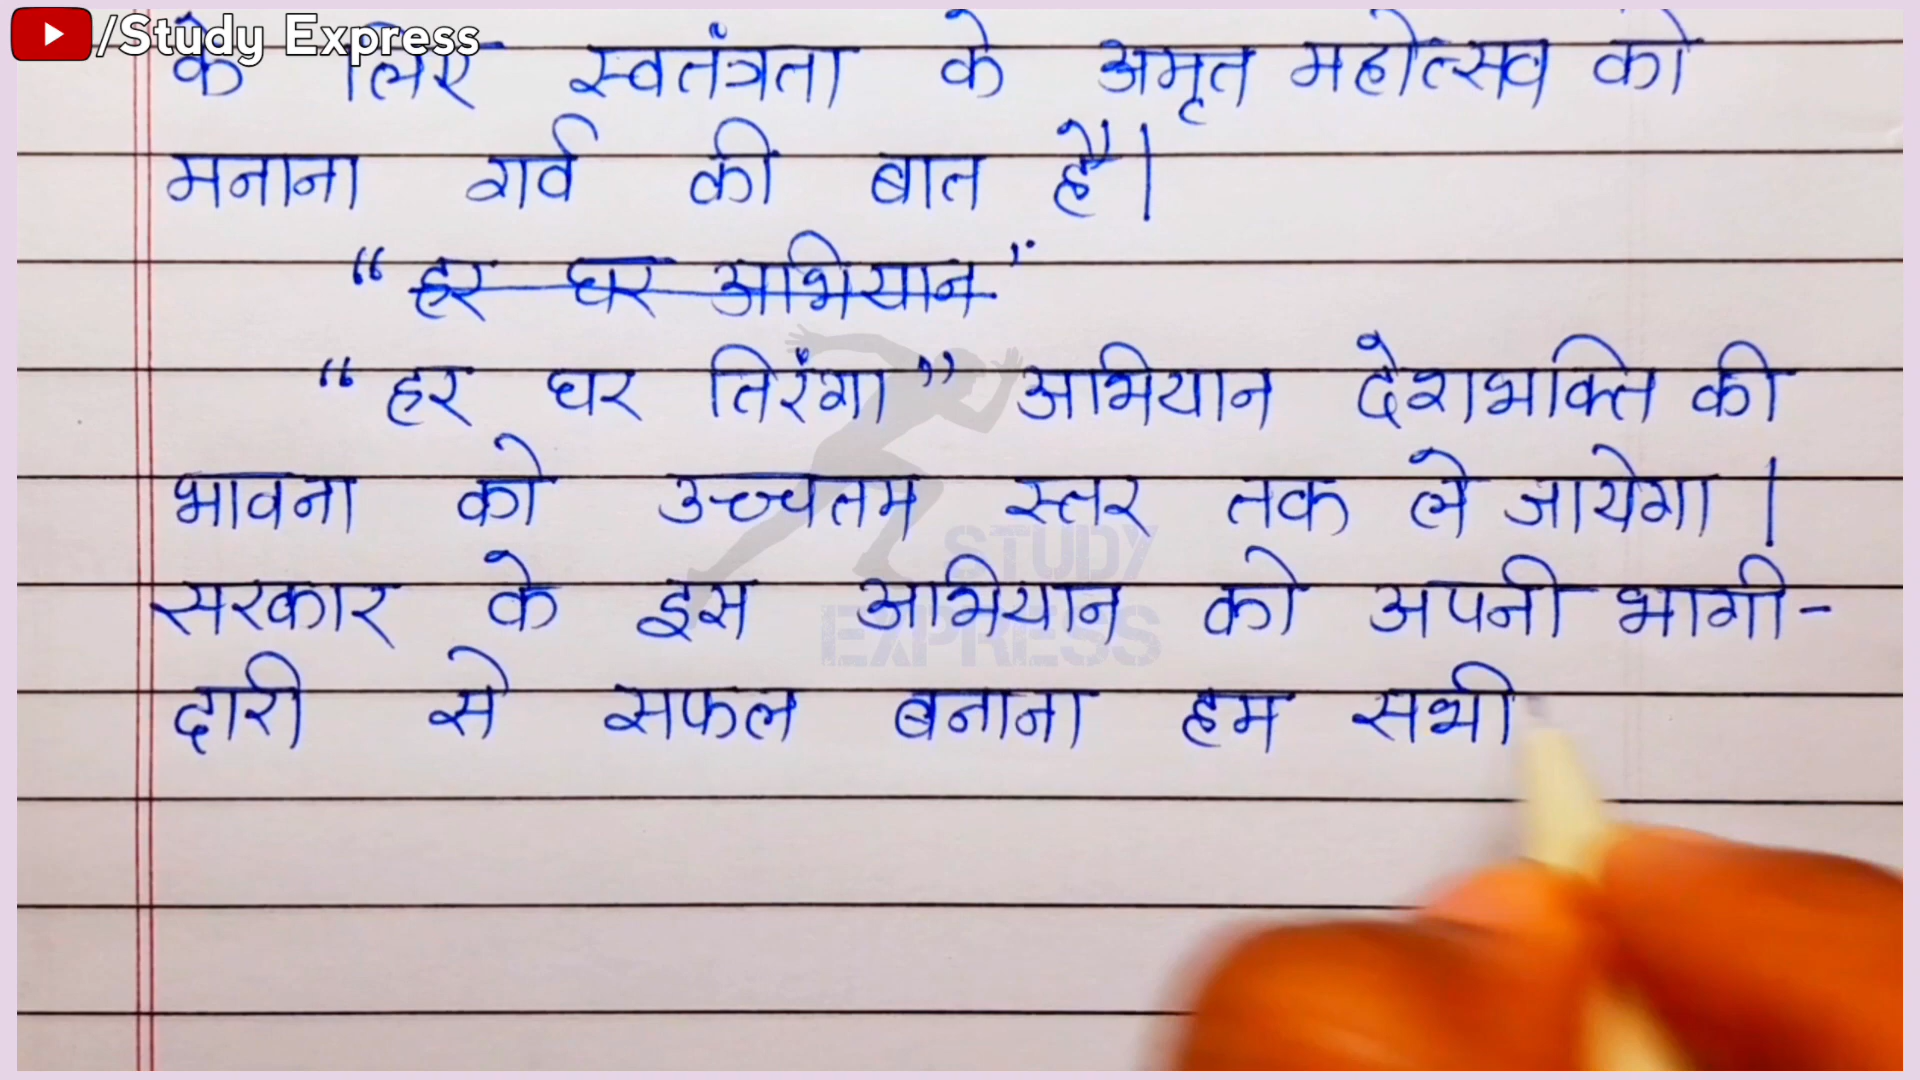 /Study Express
के लिए स्वतंत्रता के अमृत महोत्सव को
मनाना गर्व की बात है।
“हर घर अभियान”
“हर घर तिरंगा” अभियान देशभक्ति की
भावना को उच्चतम स्तर तक ले जायेगा।
सरकार के इस अभियान को अपनी भागी-
दारी से सफल बनाना हम सभी
STUDY
EXPRESS